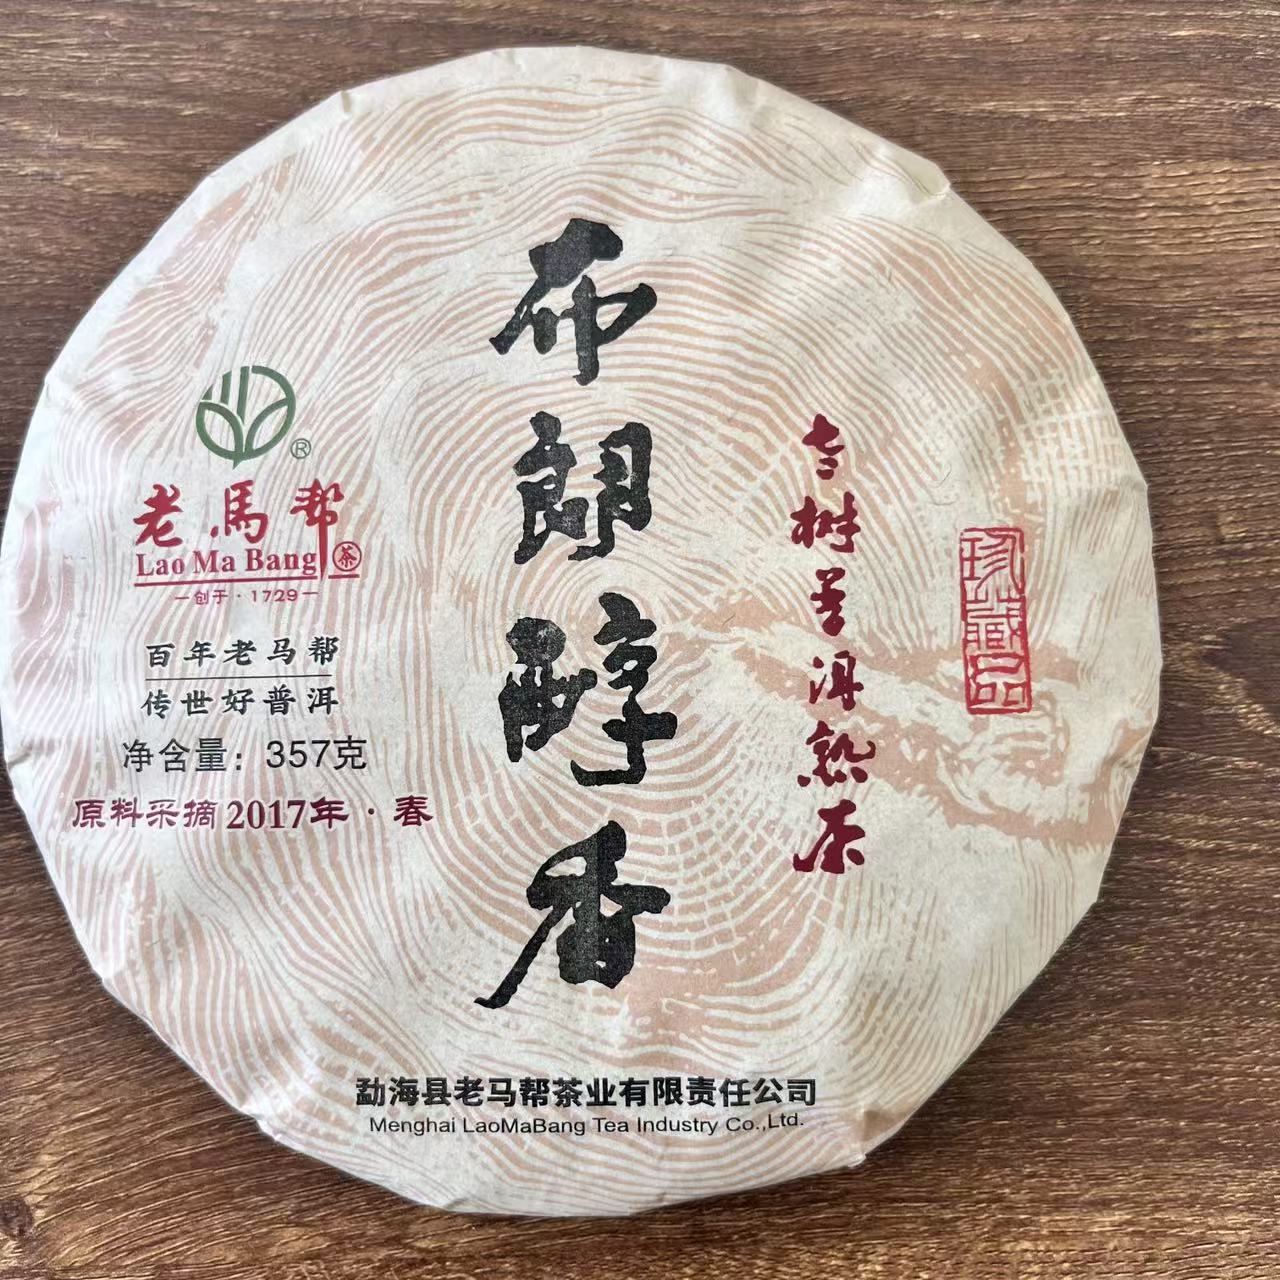 老馬帮
Lao Ma Bang 茶
创于·1729
百年老马帮
传世好普洱
净含量：357克
原料采摘2017年·春
布朗醇香
老树普洱熟茶
珍藏品
勐海县老马帮茶业有限责任公司
Menghai LaoMaBang Tea Industry Co.,Ltd.